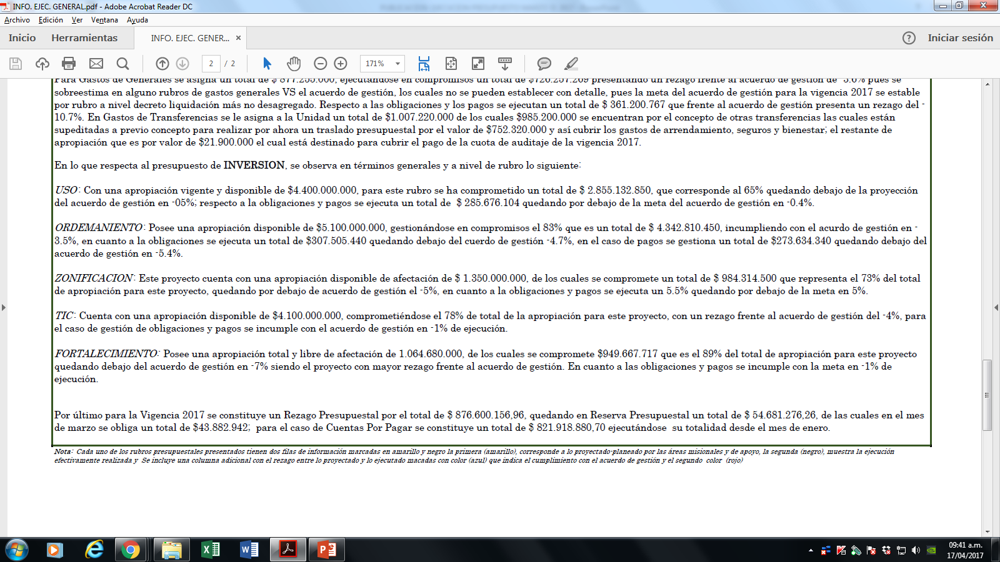 INFO. EJEC. GENERAL.pdf - Adobe Acrobat Reader DC
Archivo Edición Ver Ventana Ayuda
Inicio Herramientas INFO. EJEC. GENER... × ? Iniciar sesión
2 / 2 171%
Para Gastos de Generales se asigna un total de $ 877.255.000, ejecutándose en compromisos un total de $726.257.269 presentando un rezago frente al acuerdo de gestión de 3.6% pues se
sobreestima en alguno rubros de gastos generales VS el acuerdo de gestión, los cuales no se pueden establecer con detalle, pues la meta del acuerdo de gestión para la vigencia 2017 se estable
por rubro a nivel decreto liquidación más no desagregado. Respecto a las obligaciones y los pagos se ejecutan un total de $ 361.200.767 que frente al acuerdo de gestión presenta un rezago del -
10.7%. En Gastos de Transferencias se le asigna a la Unidad un total de $1.007.220.000 de los cuales $985.200.000 se encuentran por el concepto de otras transferencias las cuales están
supeditadas a previo concepto para realizar por ahora un traslado presupuestal por el valor de $752.320.000 y así cubrir los gastos de arrendamiento, seguros y bienestar; el restante de
apropiación que es por valor de $21.900.000 el cual está destinado para cubrir el pago de la cuota de auditaje de la vigencia 2017.
En lo que respecta al presupuesto de INVERSION, se observa en términos generales y a nivel de rubro lo siguiente:
USO: Con una apropiación vigente y disponible de $4.400.000.000, para este rubro se ha comprometido un total de $ 2.855.132.850, que corresponde al 65% quedando debajo de la proyección
del acuerdo de gestión en -05%; respecto a la obligaciones y pagos se ejecuta un total de $ 285.676.104 quedando por debajo de la meta del acuerdo de gestión en -0.4%.
ORDEMANIENTO: Posee una apropiación disponible de $5.100.000.000, gestionándose en compromisos el 83% que es un total de $ 4.342.810.450, incumpliendo con el acurdo de gestión en -
3.5%, en cuanto a la obligaciones se ejecuta un total de $307.505.440 quedando debajo del cuerdo de gestión -4.7%, en el caso de pagos se gestiona un total de $273.634.340 quedando debajo del
acuerdo de gestión en -5.4%.
ZONIFICACION: Este proyecto cuenta con una apropiación disponible de afectación de $ 1.350.000.000, de los cuales se compromete un total de $ 984.314.500 que representa el 73% del total
de apropiación para este proyecto, quedando por debajo de acuerdo de gestión el -5%, en cuanto a la obligaciones y pagos se ejecuta un 5.5% quedando por debajo de la meta en 5%.
TIC: Cuenta con una apropiación disponible de $4.100.000.000, comprometiéndose el 78% de total de la apropiación para este proyecto, con un rezago frente al acuerdo de gestión del -4%, para
el caso de gestión de obligaciones y pagos se incumple con el acuerdo de gestión en -1% de ejecución.
FORTALECIMIENTO: Posee una apropiación total y libre de afectación de 1.064.680.000, de los cuales se compromete $949.667.717 que es el 89% del total de apropiación para este proyecto
quedando debajo del acuerdo de gestión en -7% siendo el proyecto con mayor rezago frente al acuerdo de gestión. En cuanto a las obligaciones y pagos se incumple con la meta en -1% de
ejecución.
Por último para la Vigencia 2017 se constituye un Rezago Presupuestal por el total de $ 876.600.156,96, quedando en Reserva Presupuestal un total de $ 54.681.276,26, de las cuales en el mes
de marzo se obliga un total de $43.882.942; para el caso de Cuentas Por Pagar se constituye un total de $ 821.918.880,70 ejecutándose su totalidad desde el mes de enero.
Nota: Cada uno de los rubros presupuestales presentados tienen dos filas de información marcadas en amarillo y negro la primera (amarillo), corresponde a lo proyectado-planeado por las áreas misionales y de apoyo, la segunda (negro), muestra la ejecución
efectivamente realizada y Se incluye una columna adicional con el rezago entre lo proyectado y lo ejecutado macadas con color (azul) que indica el cumplimiento con el acuerdo de gestión y el segundo color (rojo)
09:41 a.m.
17/04/2017